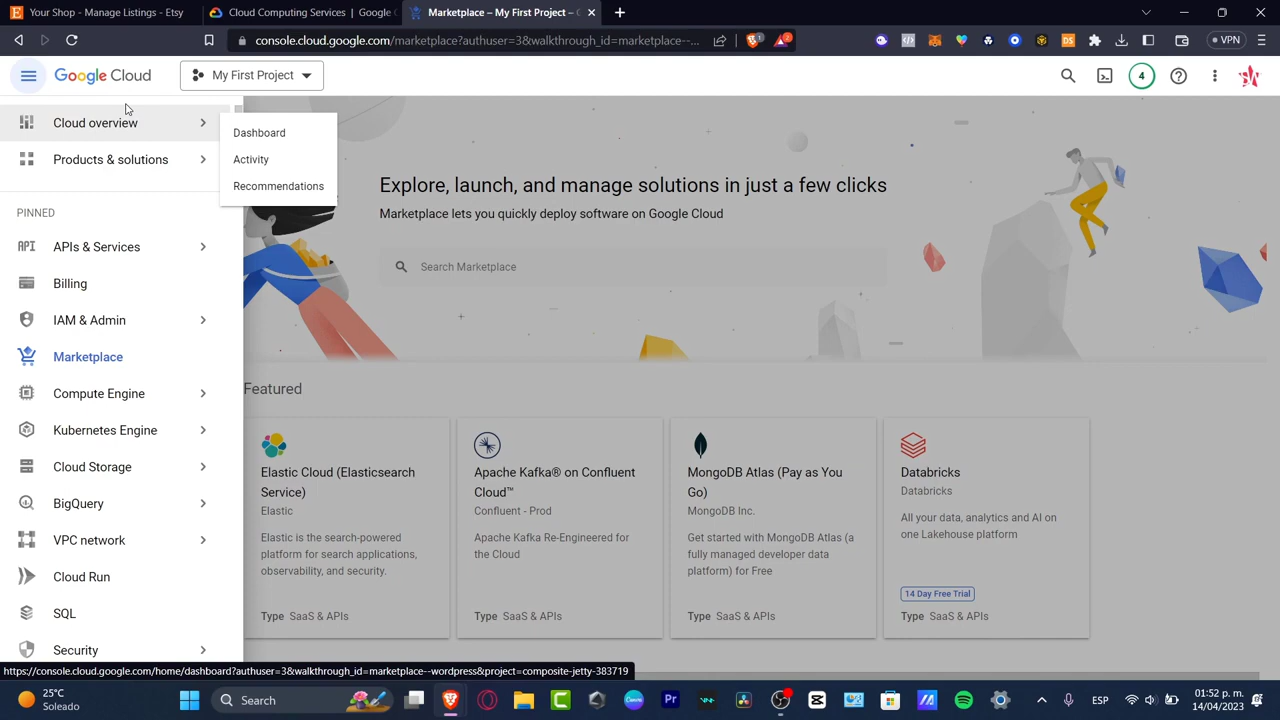 Your Shop - Manage Listings - Etsy
Cloud Computing Services | Google C
Marketplace – My First Project –
console.cloud.google.com/marketplace?authuser=3&walkthrough_id=marketplace--...
1
2
VPN
Google Cloud
My First Project
4
Cloud overview
Products & solutions
Dashboard
Activity
Recommendations
PINNED
API APIs & Services
Billing
IAM & Admin
Marketplace
Compute Engine
Kubernetes Engine
Cloud Storage
BigQuery
VPC network
Cloud Run
SQL
Security
Explore, launch, and manage solutions in just a few clicks
Marketplace lets you quickly deploy software on Google Cloud
Search Marketplace
Featured
Elastic Cloud (Elasticsearch
Service)
Elastic
Elastic is the search-powered
platform for search applications,
observability, and security.
Type SaaS & APIs
Apache Kafka® on Confluent
Cloud™
Confluent - Prod
Apache Kafka Re-Engineered for
the Cloud
Type SaaS & APIs
MongoDB Atlas (Pay as You
Go)
MongoDB Inc.
Get started with MongoDB Atlas (a
fully managed developer data
platform) for Free
Type SaaS & APIs
Databricks
Databricks
All your data, analytics and AI on
one Lakehouse platform
14 Day Free Trial
Type SaaS & APIs
https://console.cloud.google.com/home/dashboard?authuser=3&walkthrough_id=marketplace--wordpress&project=composite-jetty-383719
25°C
Soleado
Search
Pr
ESP
01:52 p. m.
14/04/2023